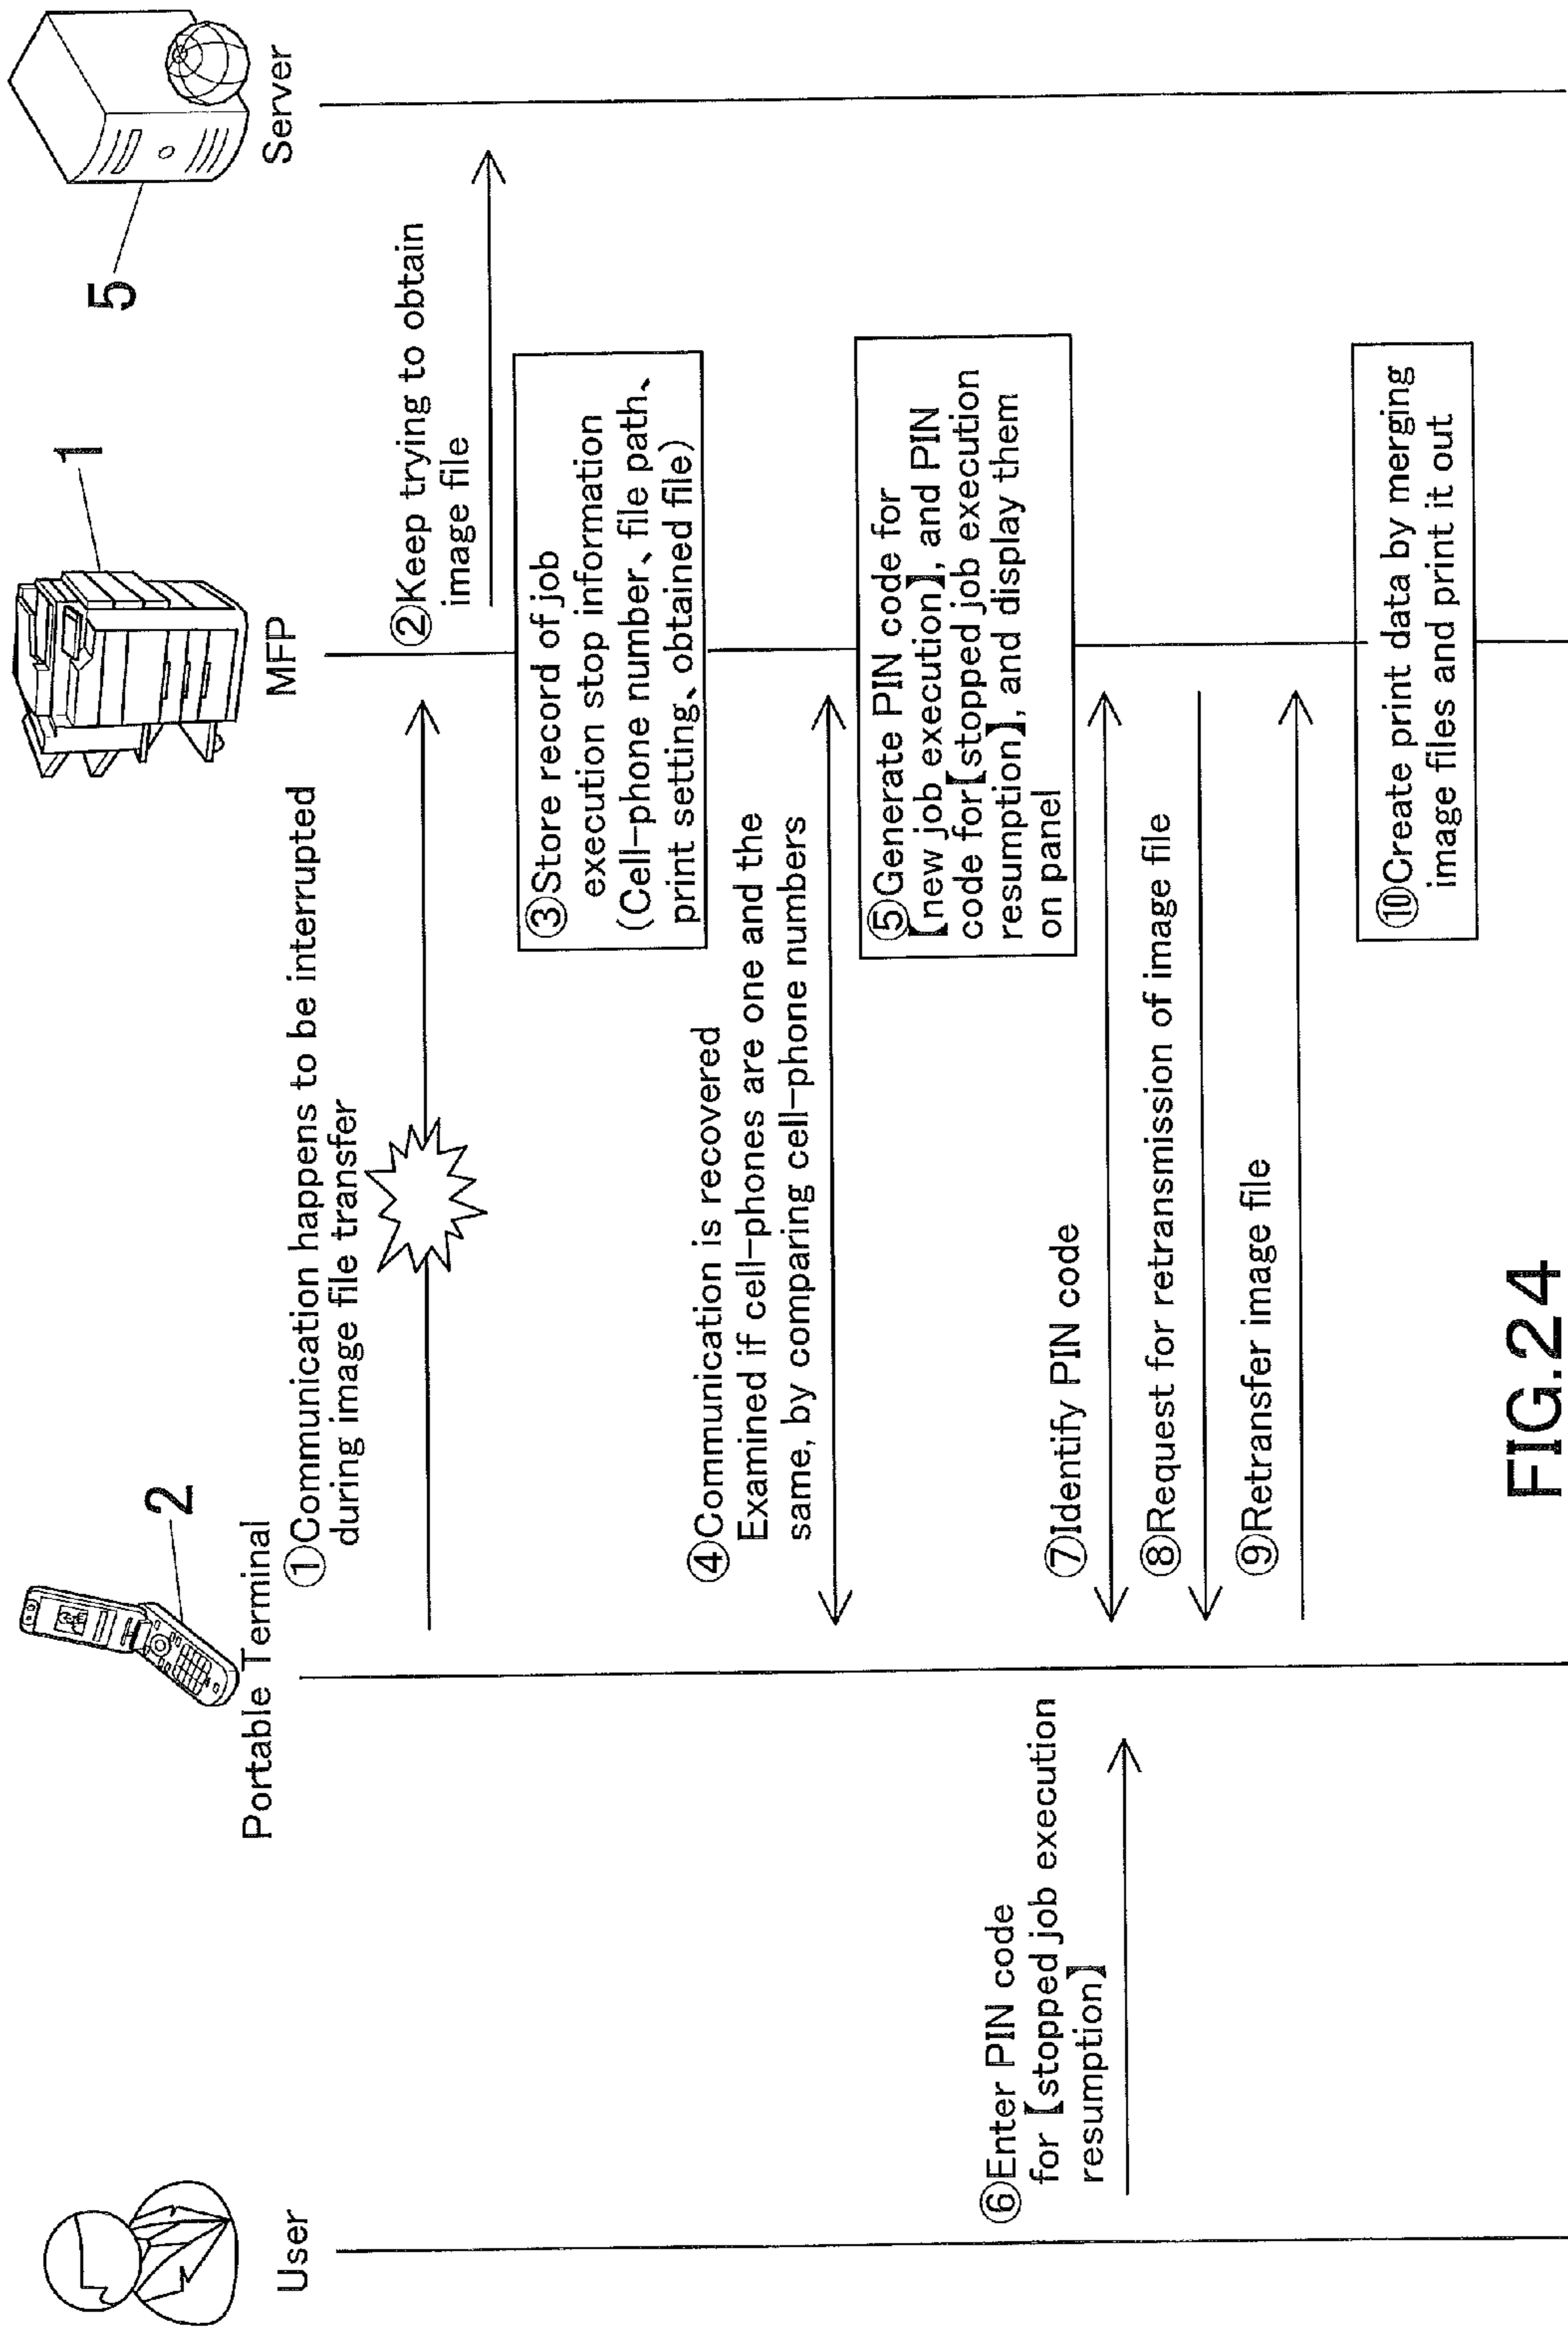 User
Portable Terminal
2
MFP
1
Server
5
①Communication happens to be interrupted
during image file transfer
②Keep trying to obtain
image file
③Store record of job
execution stop information
(Cell-phone number、file path、
print setting、obtained file)
④Communication is recovered
Examined if cell-phones are one and the
same, by comparing cell-phone numbers
⑤Generate PIN code for
【new job execution】, and PIN
code for【stopped job execution
resumption】, and display them
on panel
⑥Enter PIN code
for【stopped job execution
resumption】
⑦Identify PIN code
⑧Request for retransmission of image file
⑨Retransfer image file
⑩Create print data by merging
image files and print it out
FIG.24